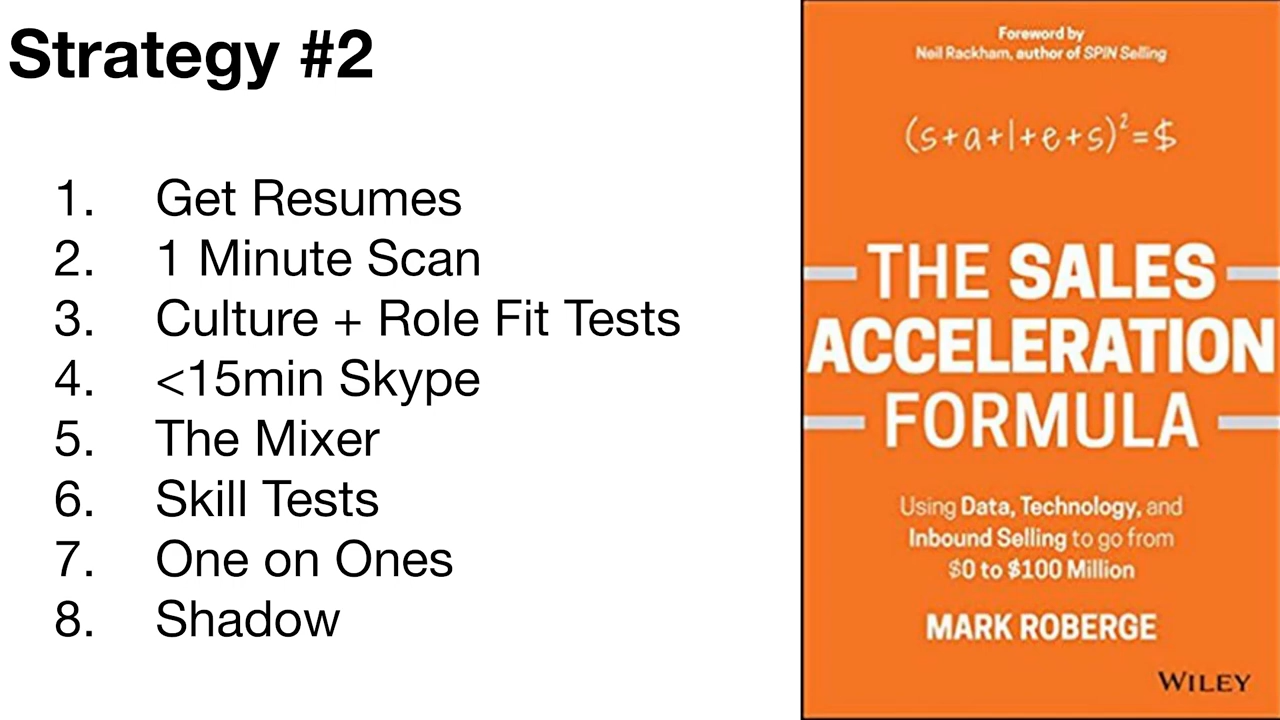 Strategy #2
1. Get Resumes
2. 1 Minute Scan
3. Culture + Role Fit Tests
4. <15min Skype
5. The Mixer
6. Skill Tests
7. One on Ones
8. Shadow
Foreword by
Neil Rackham, author of SPIN Selling
(s+a+l+e+s)²=$
THE SALES
ACCELERATION
FORMULA
Using Data, Technology, and
Inbound Selling to go from
$0 to $100 Million
MARK ROBERGE
WILEY